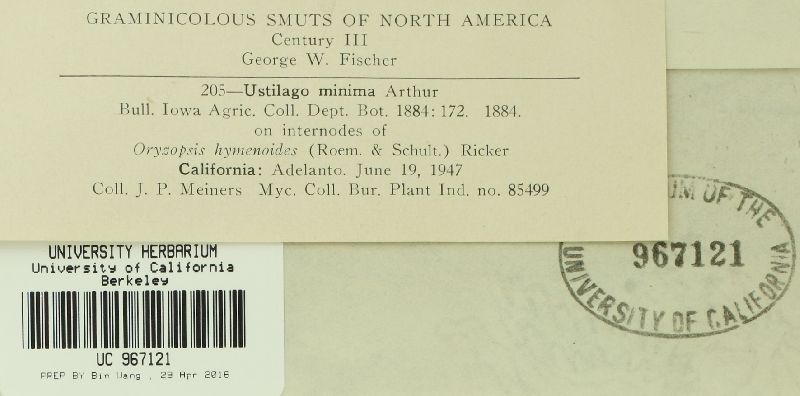 GRAMINICOLOUS SMUTS OF NORTH AMERICA
Century III
George W. Fischer
205—Ustilago minima Arthur
Bull. Iowa Agric. Coll. Dept. Bot. 1884: 172. 1884.
on internodes of
Oryzopsis hymenoides (Roem. & Schult.) Ricker
California: Adelanto. June 19, 1947
Coll. J. P. Meiners Myc. Coll. Bur. Plant Ind. no. 85499
UNIVERSITY HERBARIUM
University of California
Berkeley
UC 967121
PREP BY Bin Wang , 29 Apr 2016
UM OF THE
967121
UNIVERSITY OF CALIFORNIA